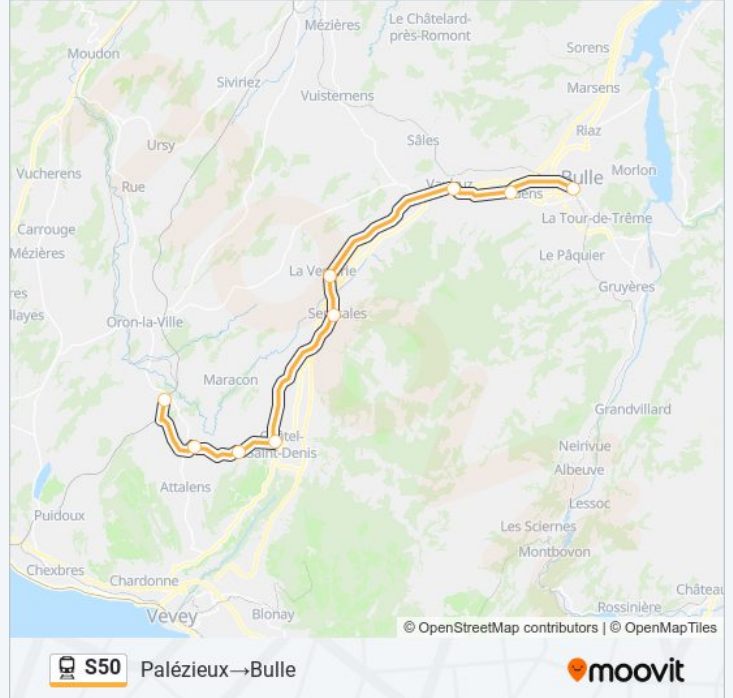 Mézières
Le Châtelard-
près-Romont
Moudon
Sorens
Siviriez
Marsens
Vuisternens
Riaz
Ursy
Sâles
Vucherens
Morlon
Rue
Bulle
La Tour-de-Trême
Carrouge
Mézières
Le Pâquier
Gruyères
Oron-la-Ville
Maracon
Grandvillard
Saint-Denis
Neirivue
Albeuve
Attalens
Lessoc
Puidoux
Les Sciernes
Montbovon
Chexbres
Chardonne
Rossinière
Vevey
Blonay
© OpenStreetMap contributors | © OpenMapTiles
S50 Palézieux→Bulle
moovit